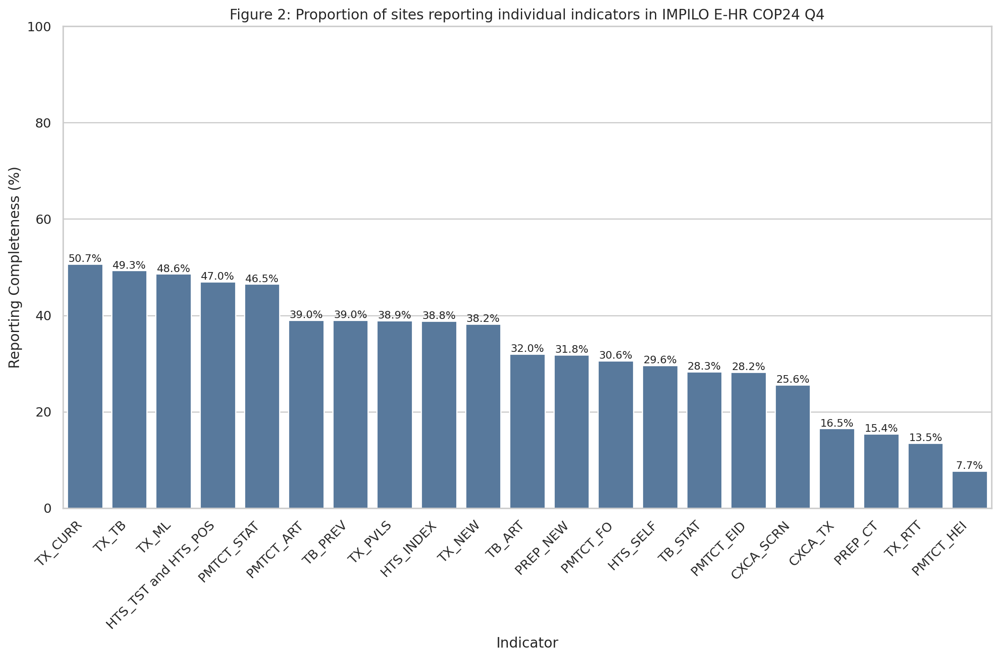 Figure 2: Proportion of sites reporting individual indicators in IMPILO E-HR COP24 Q4
Reporting Completeness (%)
100
80
60
40
20
0
50.7%
49.3%
48.6%
47.0%
46.5%
39.0%
39.0%
38.9%
38.8%
38.2%
32.0%
31.8%
30.6%
29.6%
28.3%
28.2%
25.6%
16.5%
15.4%
13.5%
7.7%
TX_CURR
TX_TB
TX_ML
HTS_TST and HTS_POS
PMTCT_STAT
PMTCT_ART
TB_PREV
TX_PVLS
HTS_INDEX
TX_NEW
TB_ART
PREP_NEW
PMTCT_FO
HTS_SELF
TB_STAT
PMTCT_EID
CXCA_SCRN
CXCA_TX
PREP_CT
TX_RTT
PMTCT_HEI
Indicator